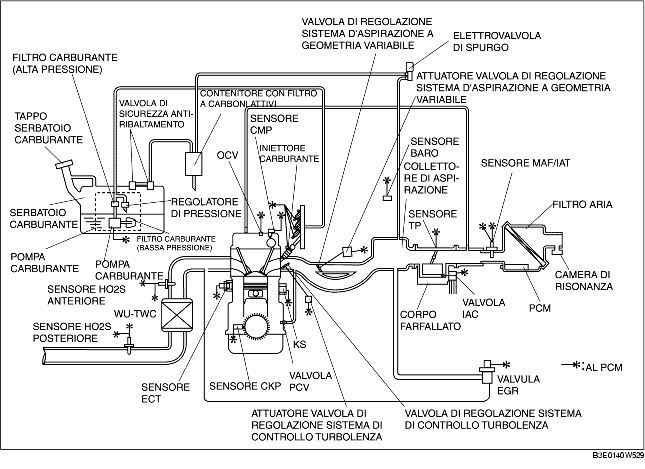 VALVOLA DI REGOLAZIONE
SISTEMA D'ASPIRAZIONE A
GEOMETRIA VARIABILE
ELETTROVALVOLA
DI SPURGO
FILTRO CARBURANTE
(ALTA PRESSIONE)
ATTUATORE VALVOLA DI REGOLAZIONE
SISTEMA D'ASPIRAZIONE A GEOMETRIA
VARIABILE
VALVOLA DI
SICUREZZA ANTI-
RIBALTAMENTO
CONTENITORE CON FILTRO
A CARBONI ATTIVI
TAPPO
SERBATOIO
CARBURANTE
SENSORE
CMP
INIETTORE
CARBURANTE
OCV
SENSORE
BARO
COLLETTO-
RE DI ASPI-
RAZIONE
SENSORE MAF/IAT
SERBATOIO
CARBURANTE
REGOLATORE
DI PRESSIONE
SENSORE
TP
FILTRO ARIA
FILTRO CARBURANTE
(BASSA PRESSIONE)
POMPA
CARBURANTE
POMPA
CARBURANTE
CAMERA DI
RISONANZA
SENSORE HO2S
ANTERIORE
WU-TWC
VALVOLA
IAC
PCM
CORPO
FARFALLATO
SENSORE HO2S
POSTERIORE
KS
SENSORE
ECT
SENSORE CKP
VALVOLA
PCV
VALVULA
EGR
*:AL PCM
ATTUATORE VALVOLA DI
REGOLAZIONE SISTEMA DI
CONTROLLO TURBOLENZA
VALVOLA DI REGOLAZIONE SISTEMA
DI CONTROLLO TURBOLENZA
B3E0140W529